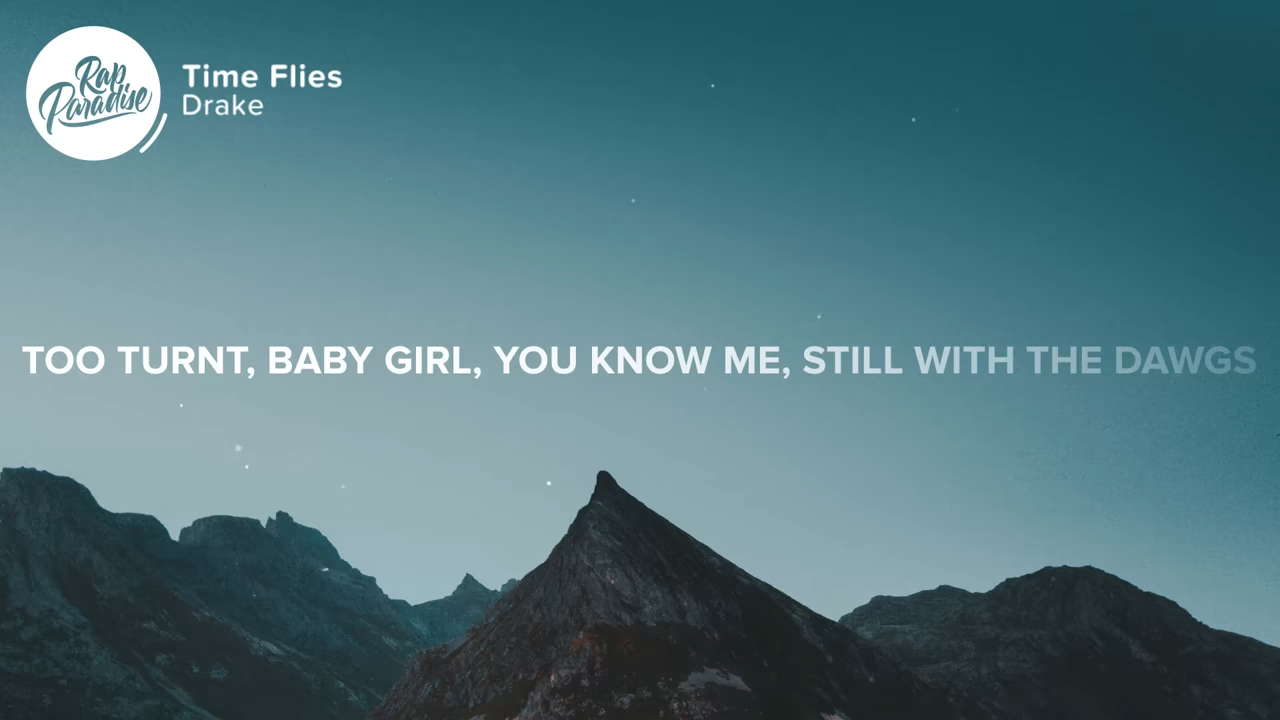 Rap
Paradise
Time Flies
Drake
TOO TURNT, BABY GIRL, YOU KNOW ME, STILL WITH THE DAWGS